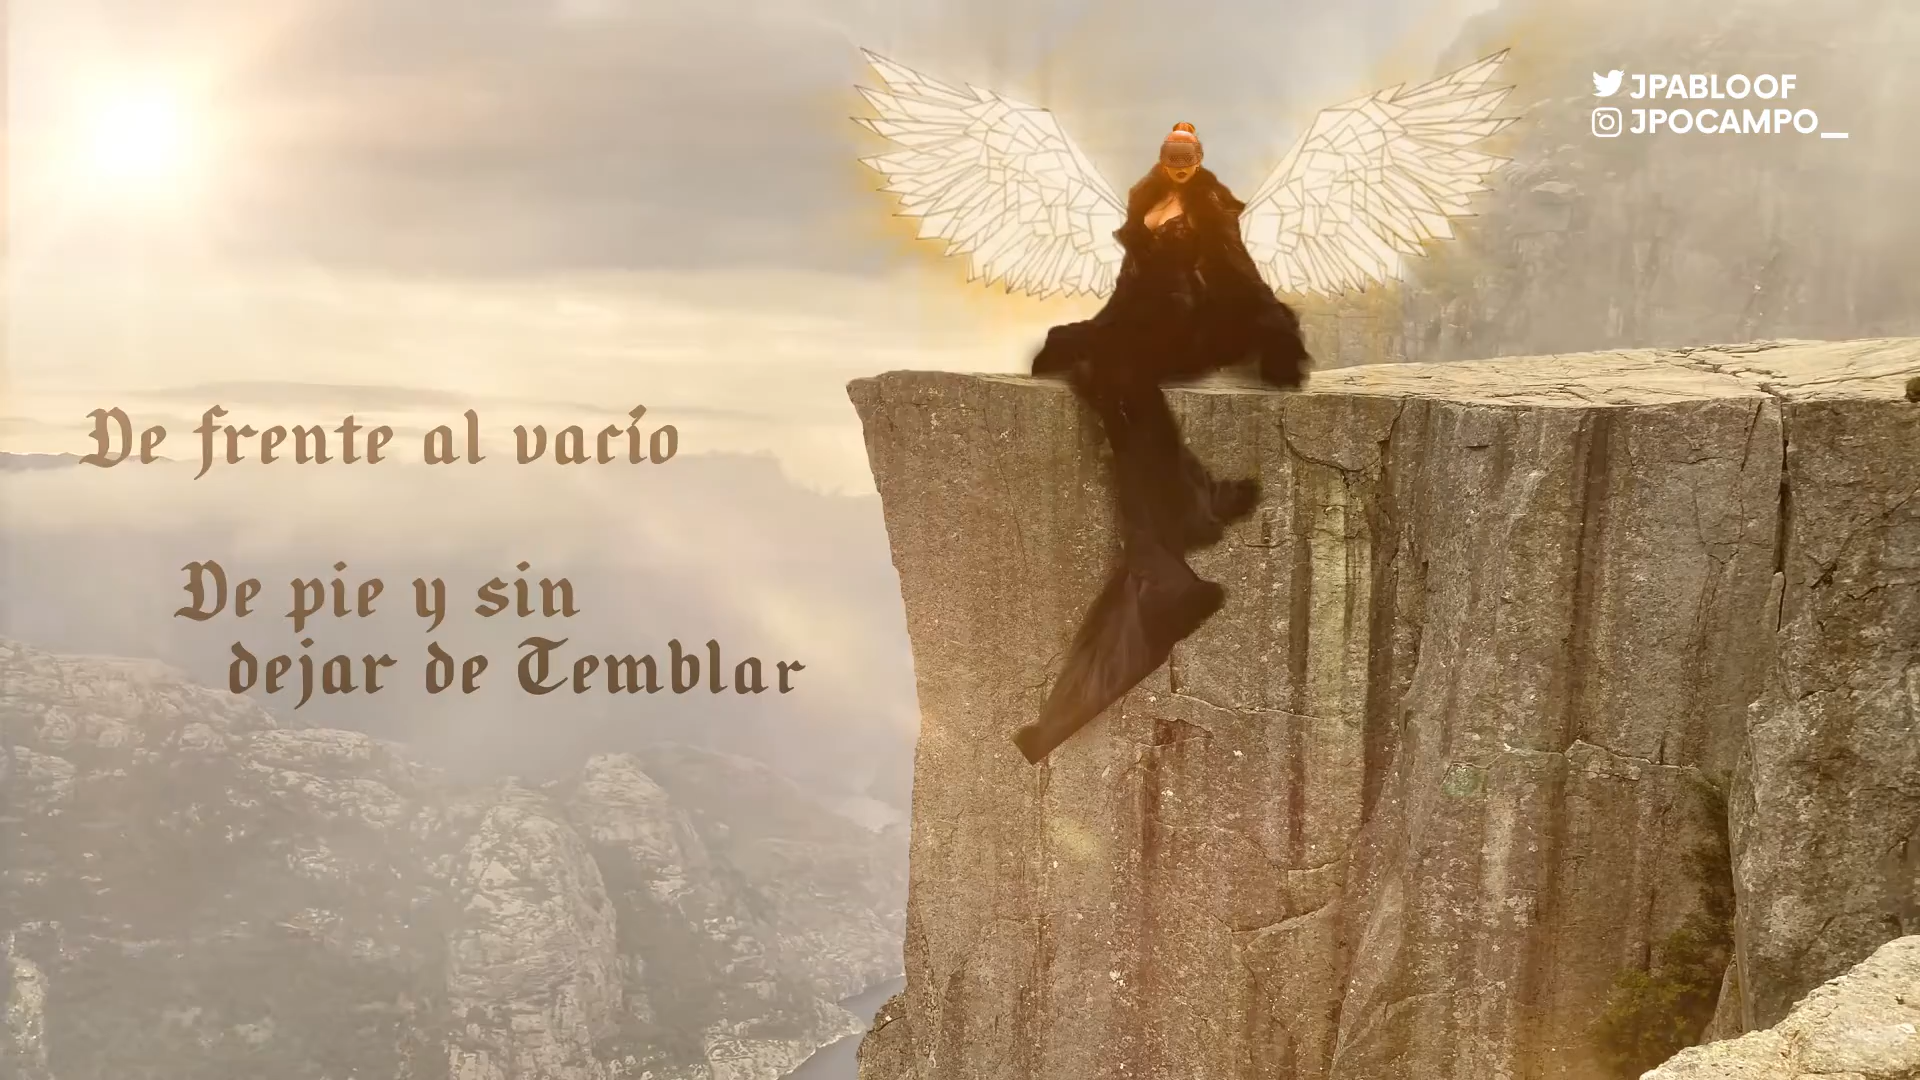 JPABLOOF
JPOCAMPO_
De frente al vacío
De pie y sin
dejar de Temblar